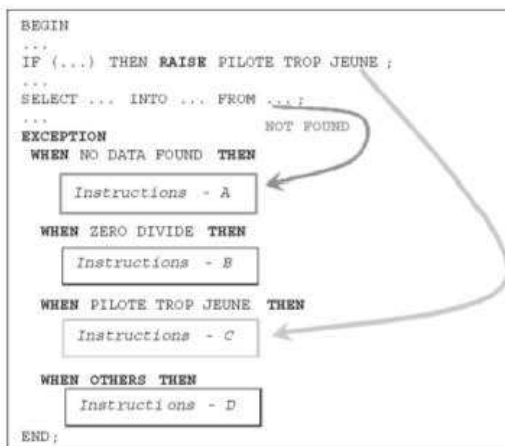 BEGIN
...
IF (...) THEN RAISE PILOTE TROP JEUNE ;
...
SELECT ... INTO ... FROM ... ;
...
NOT FOUND
EXCEPTION
WHEN NO DATA FOUND THEN
Instructions - A
WHEN ZERO DIVIDE THEN
Instructions - B
WHEN PILOTE TROP JEUNE THEN
Instructions - C
WHEN OTHERS THEN
Instructions - D
END;